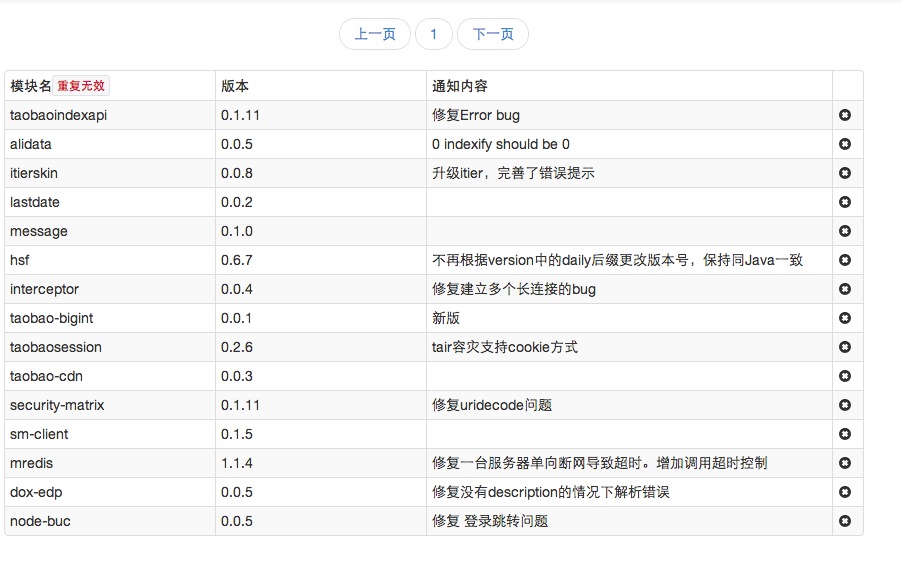 上一页 1 下一页
模块名 重复无效 版本 通知内容
taobaoindexapi 0.1.11 修复Error bug
alidata 0.0.5 0 indexify should be 0
itierskin 0.0.8 升级itier，完善了错误提示
lastdate 0.0.2
message 0.1.0
hsf 0.6.7 不再根据version中的daily后缀更改版本号，保持同Java一致
interceptor 0.0.4 修复建立多个长连接的bug
taobao-bigint 0.0.1 新版
taobaosession 0.2.6 tair容灾支持cookie方式
taobao-cdn 0.0.3
security-matrix 0.1.11 修复uridecode问题
sm-client 0.1.5
mredis 1.1.4 修复一台服务器单向断网导致超时。增加调用超时控制
dox-edp 0.0.5 修复没有description的情况下解析错误
node-buc 0.0.5 修复 登录跳转问题